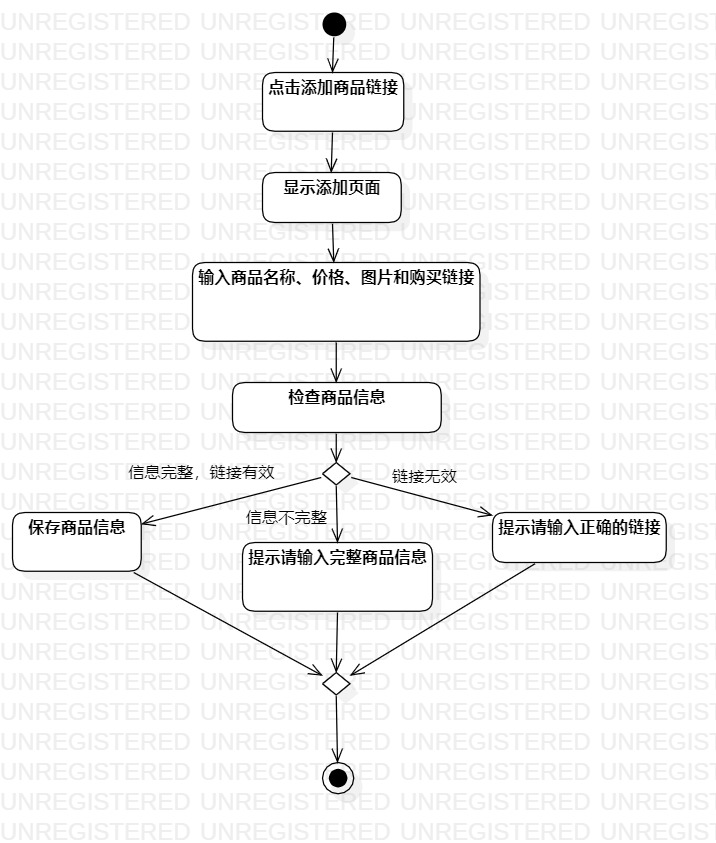 点击添加商品链接
显示添加页面
输入商品名称、价格、图片和购买链接
检查商品信息
信息完整，链接有效
链接无效
信息不完整
保存商品信息
提示请输入完整商品信息
提示请输入正确的链接
UNREGISTERED UNREGISTERED UNREGISTERED UNREGIST